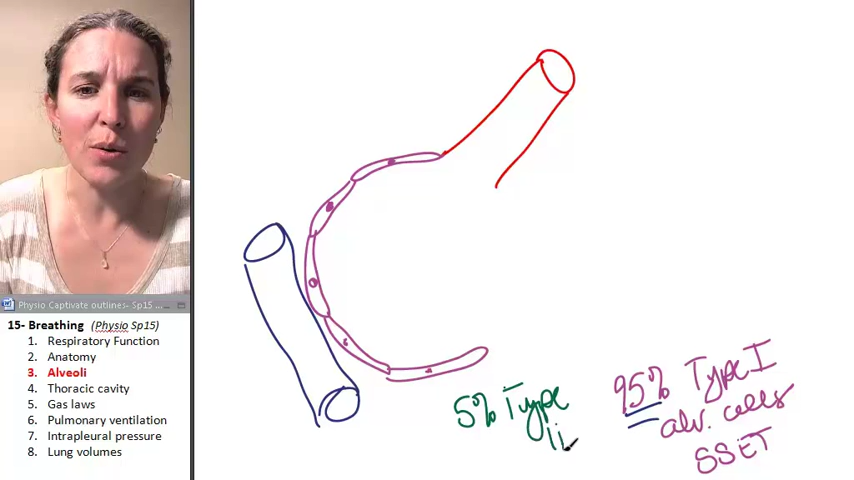 Physio Captivate outlines- Sp15 ...
15- Breathing (Physio Sp15)
1. Respiratory Function
2. Anatomy
3. Alveoli
4. Thoracic cavity
5. Gas laws
6. Pulmonary ventilation
7. Intrapleural pressure
8. Lung volumes
5% Type
ii
95% Type I
alv. cells
SSET